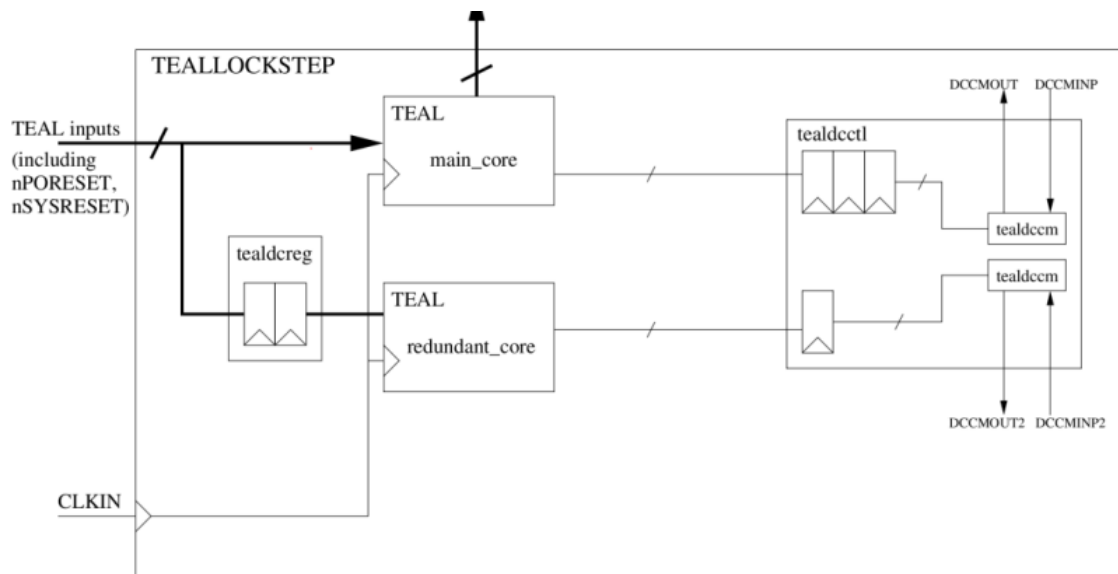 TEALLOCKSTEP
DCCMOUT
DCCMINP
TEAL inputs
(including
nPORESET,
nSYSRESET)
TEAL
main_core
tealdcctl
tealdccm
tealdcreg
TEAL
redundant_core
tealdccm
DCCMOUT2
DCCMINP2
CLKIN